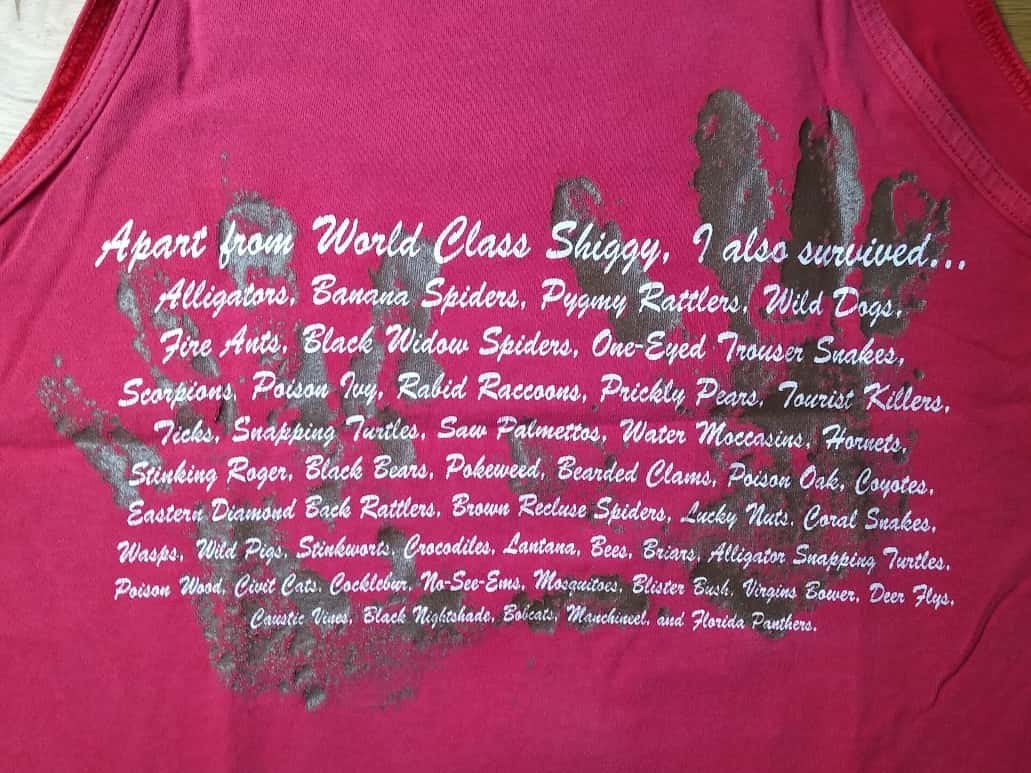 Apart from World Class Shiggy, I also survived...
Alligators, Banana Spiders, Pygmy Rattlers, Wild Dogs,
Fire Ants, Black Widow Spiders, One-Eyed Trouser Snakes,
Scorpions, Poison Ivy, Rabid Raccoons, Prickly Pears, Tourist Killers,
Ticks, Snapping Turtles, Saw Palmettos, Water Moccasins, Hornets,
Stinking Roger, Black Bears, Pokeweed, Bearded Clams, Poison Oak, Coyotes,
Eastern Diamond Back Rattlers, Brown Recluse Spiders, Lucky Nuts, Coral Snakes,
Wasps, Wild Pigs, Stinkworts, Crocodiles, Lantana, Bees, Briars, Alligator Snapping Turtles,
Poison Wood, Civit Cats, Cocklebur, No-See-Ems, Mosquitoes, Blister Bush, Virgins Bower, Deer Flys,
Caustic Vines, Black Nightshade, Bobcats, Manchineel, and Florida Panthers.